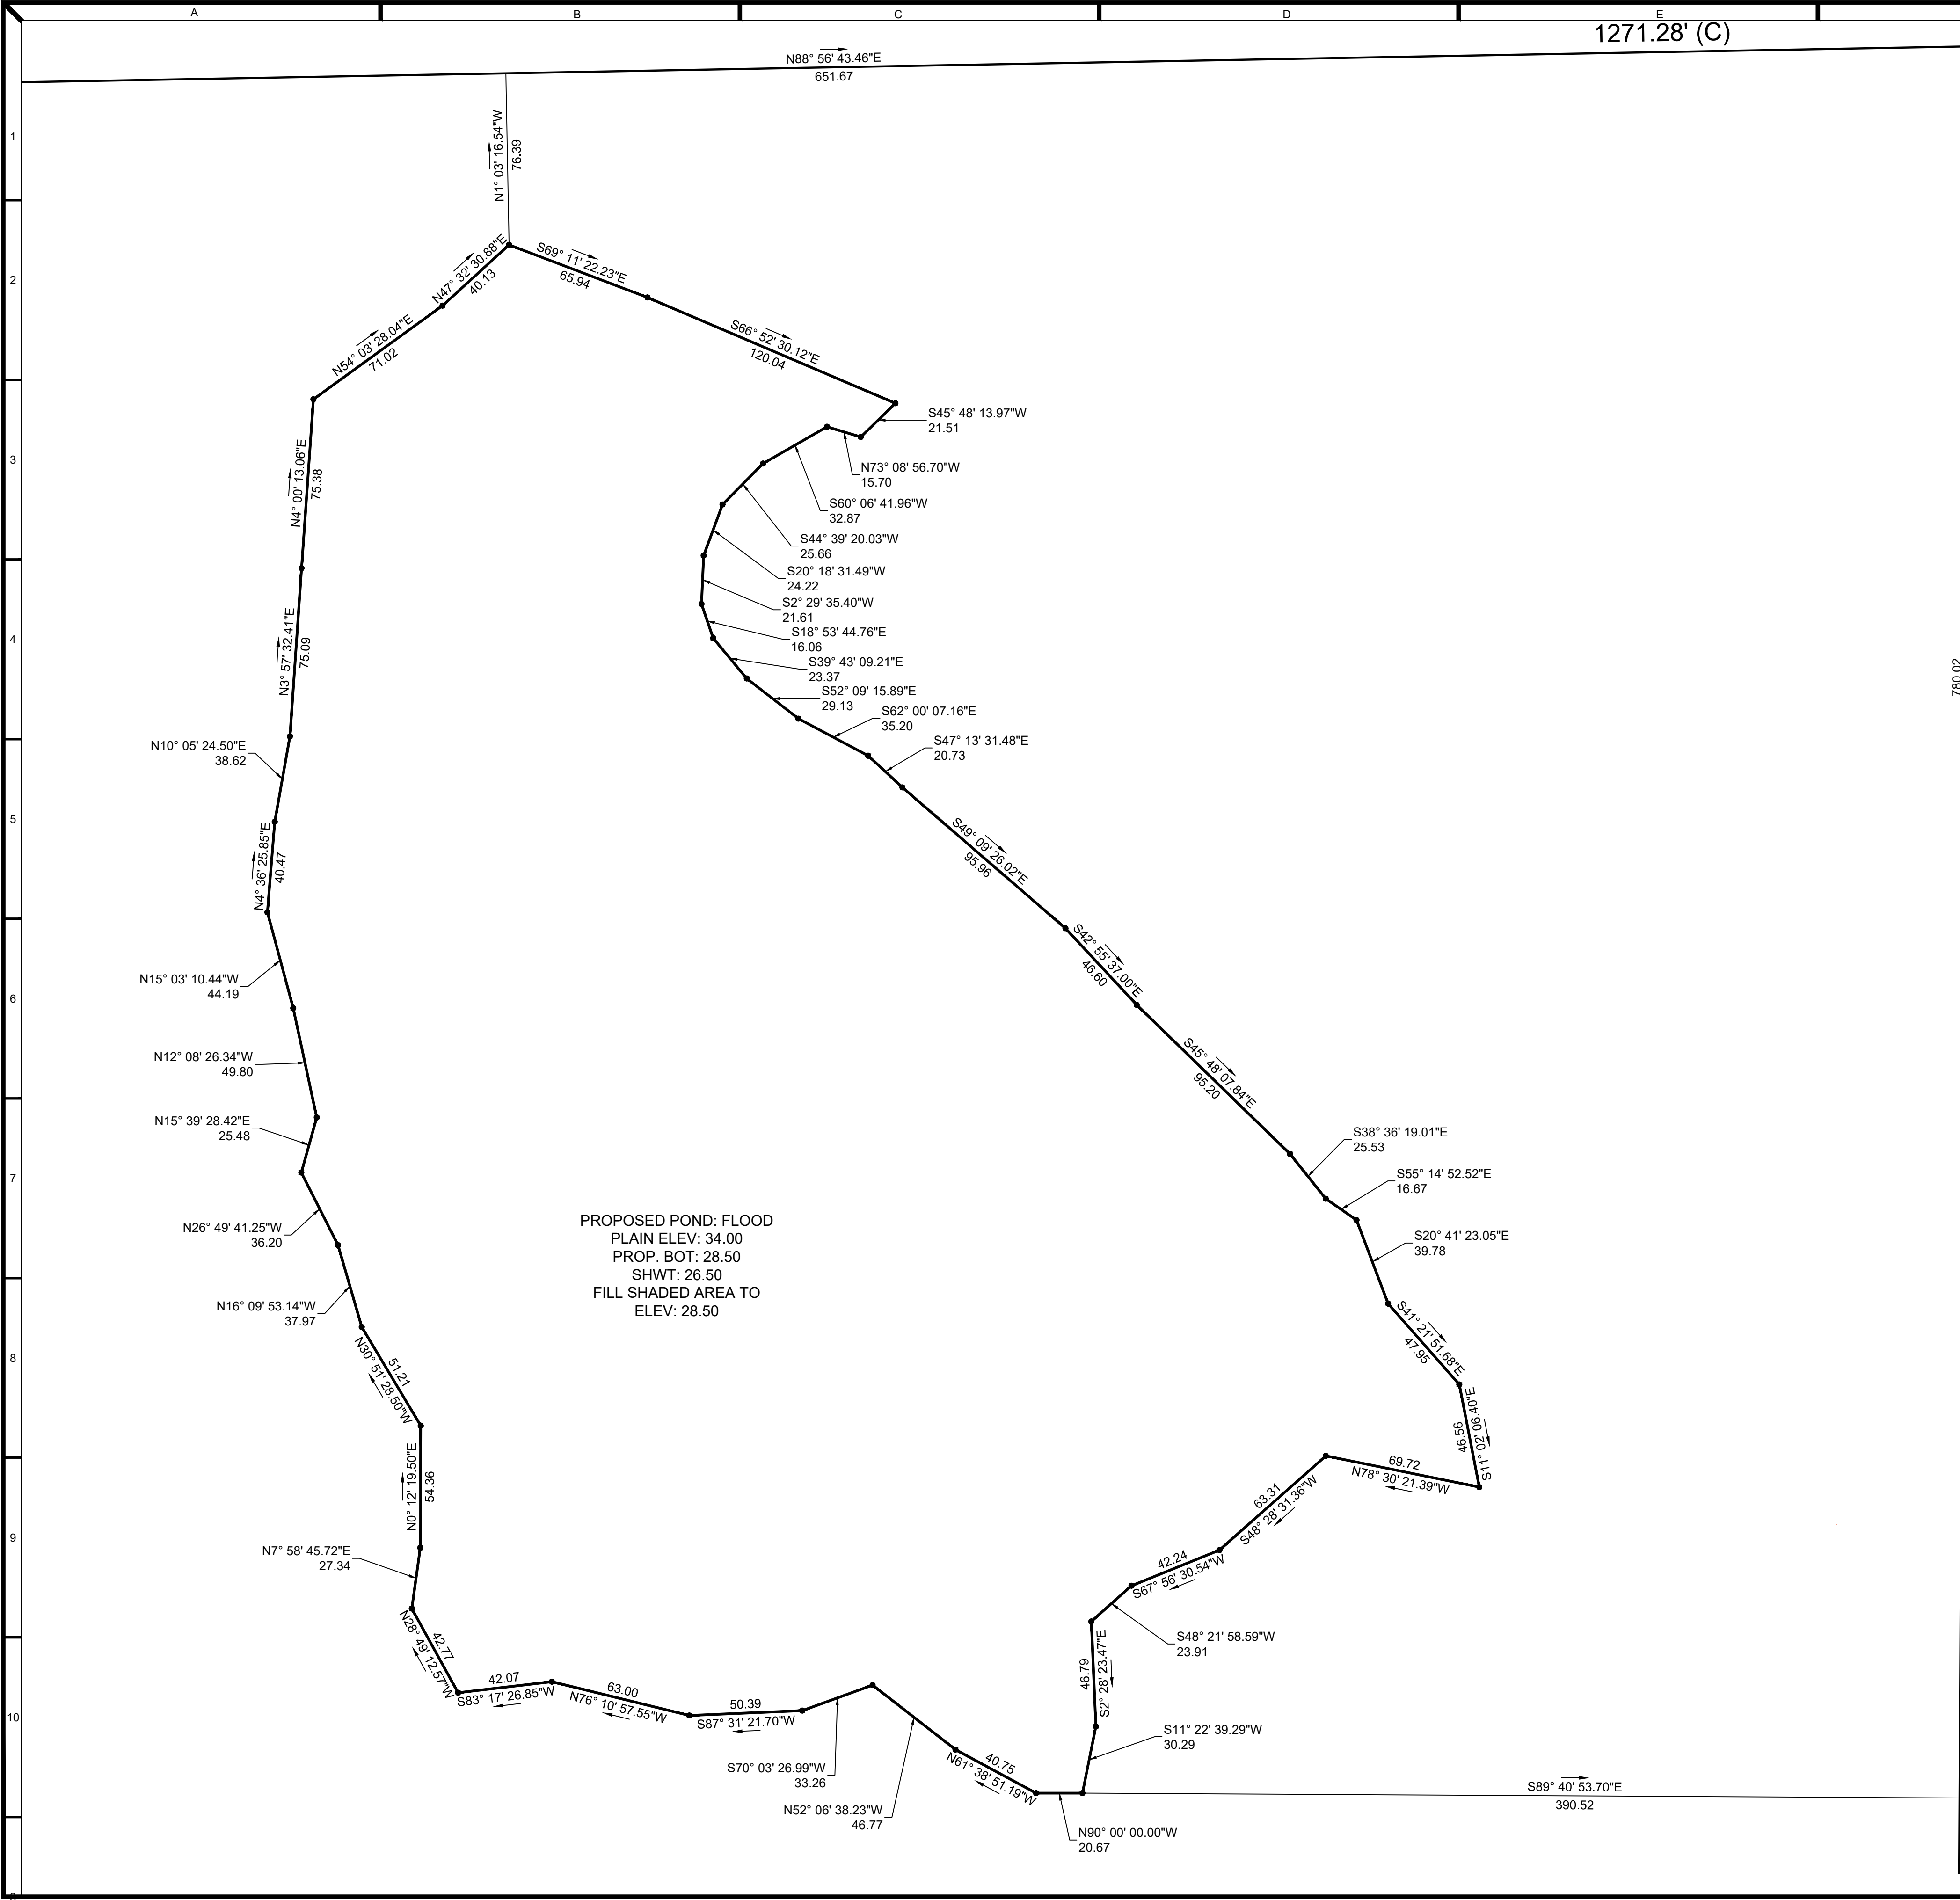 A
B
C
D
E
1271.28' (C)
N88° 56' 43.46"E
651.67
1
N1° 03' 16.54"W
76.39
2
N47° 32' 30.88"E
40.13
S69° 11' 22.23"E
65.94
N54° 03' 28.04"E
71.02
S66° 52' 30.12"E
120.04
S45° 48' 13.97"W
21.51
3
N4° 00' 13.06"E
75.38
N73° 08' 56.70"W
15.70
S60° 06' 41.96"W
32.87
S44° 39' 20.03"W
25.66
S20° 18' 31.49"W
24.22
S2° 29' 35.40"W
21.61
4
N3° 57' 32.41"E
75.09
S18° 53' 44.76"E
16.06
S39° 43' 09.21"E
23.37
780.02
S52° 09' 15.89"E
29.13
S62° 00' 07.16"E
35.20
S47° 13' 31.48"E
20.73
N10° 05' 24.50"E
38.62
5
N4° 36' 25.85"E
40.47
S49° 09' 26.02"E
95.96
S42° 55' 37.00"E
46.60
N15° 03' 10.44"W
44.19
6
N12° 08' 26.34"W
49.80
S45° 48' 07.84"E
95.20
N15° 39' 28.42"E
25.48
S38° 36' 19.01"E
25.53
7
S55° 14' 52.52"E
16.67
N26° 49' 41.25"W
36.20
PROPOSED POND: FLOOD
PLAIN ELEV: 34.00
PROP. BOT: 28.50
SHWT: 26.50
FILL SHADED AREA TO
ELEV: 28.50
S20° 41' 23.05"E
39.78
N16° 09' 53.14"W
37.97
8
51.21
N30° 51' 28.50"W
S41° 21' 51.68"E
47.95
46.56
S11° 02' 06.40"E
N0° 12' 19.50"E
54.36
69.72
N78° 30' 21.39"W
63.31
S48° 28' 31.36"W
9
N7° 58' 45.72"E
27.34
42.24
S67° 56' 30.54"W
42.77
N28° 49' 12.57"W
46.79
S2° 28' 23.47"E
S48° 21' 58.59"W
23.91
42.07
S83° 17' 26.85"W
63.00
N76° 10' 57.55"W
50.39
S87° 31' 21.70"W
10
S11° 22' 39.29"W
30.29
S70° 03' 26.99"W
33.26
40.75
N61° 38' 51.19"W
S89° 40' 53.70"E
390.52
N52° 06' 38.23"W
46.77
N90° 00' 00.00"W
20.67